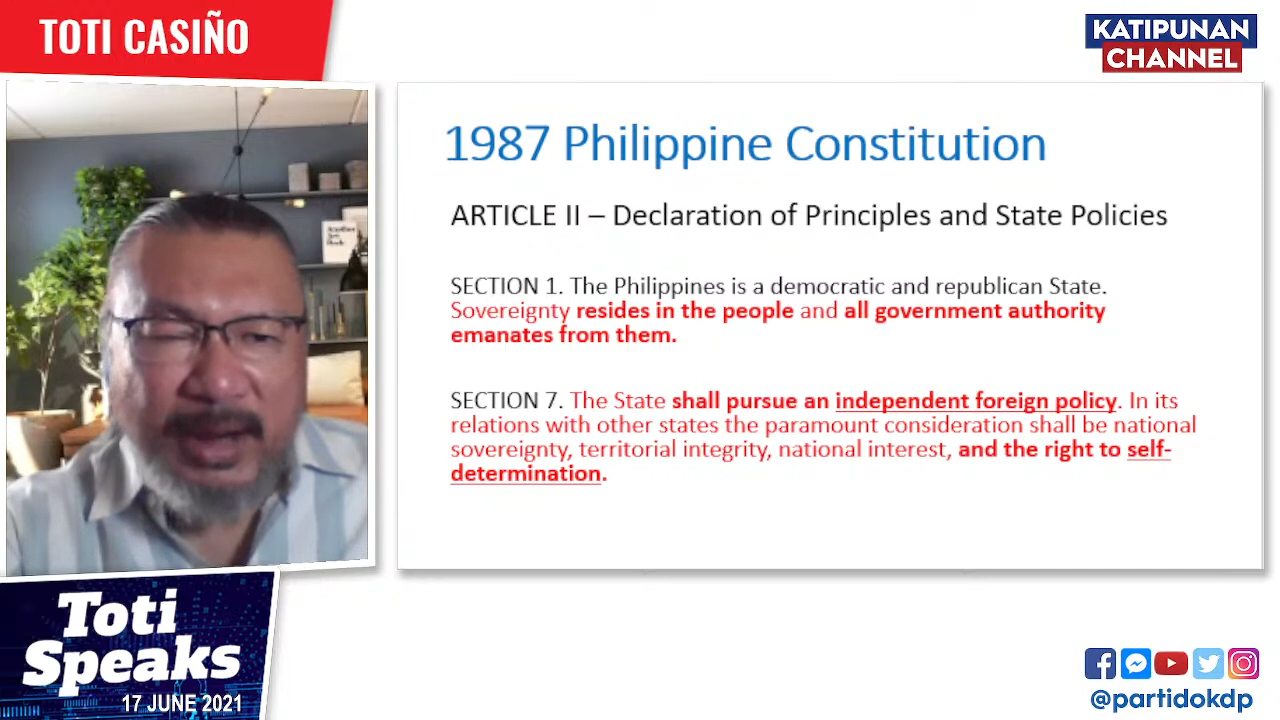 TOTI CASIÑO
KATIPUNAN
CHANNEL
1987 Philippine Constitution
ARTICLE II – Declaration of Principles and State Policies
SECTION 1. The Philippines is a democratic and republican State.
Sovereignty resides in the people and all government authority
emanates from them.
SECTION 7. The State shall pursue an independent foreign policy. In its
relations with other states the paramount consideration shall be national
sovereignty, territorial integrity, national interest, and the right to self-
determination.
Toti
Speaks
17 JUNE 2021
@partidokdp